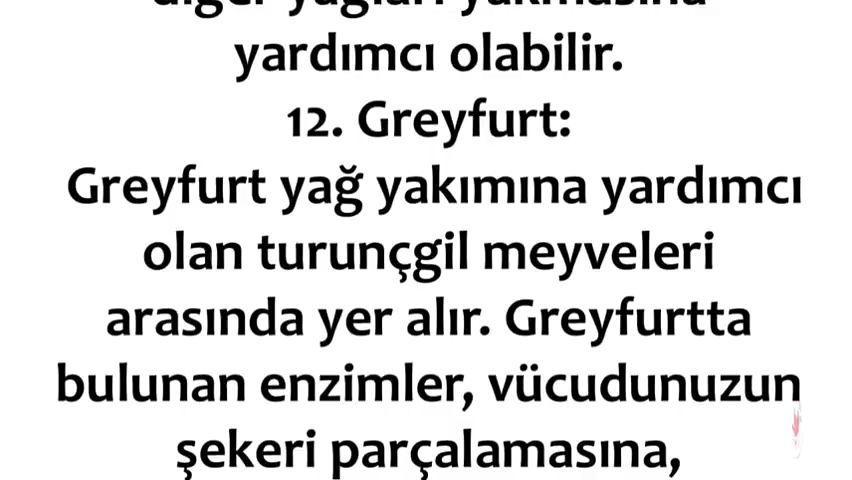 diğer yağları yakmasına
yardımcı olabilir.
12. Greyfurt:
Greyfurt yağ yakımına yardımcı
olan turunçgil meyveleri
arasında yer alır. Greyfurtta
bulunan enzimler, vücudunuzun
şekeri parçalamasına,